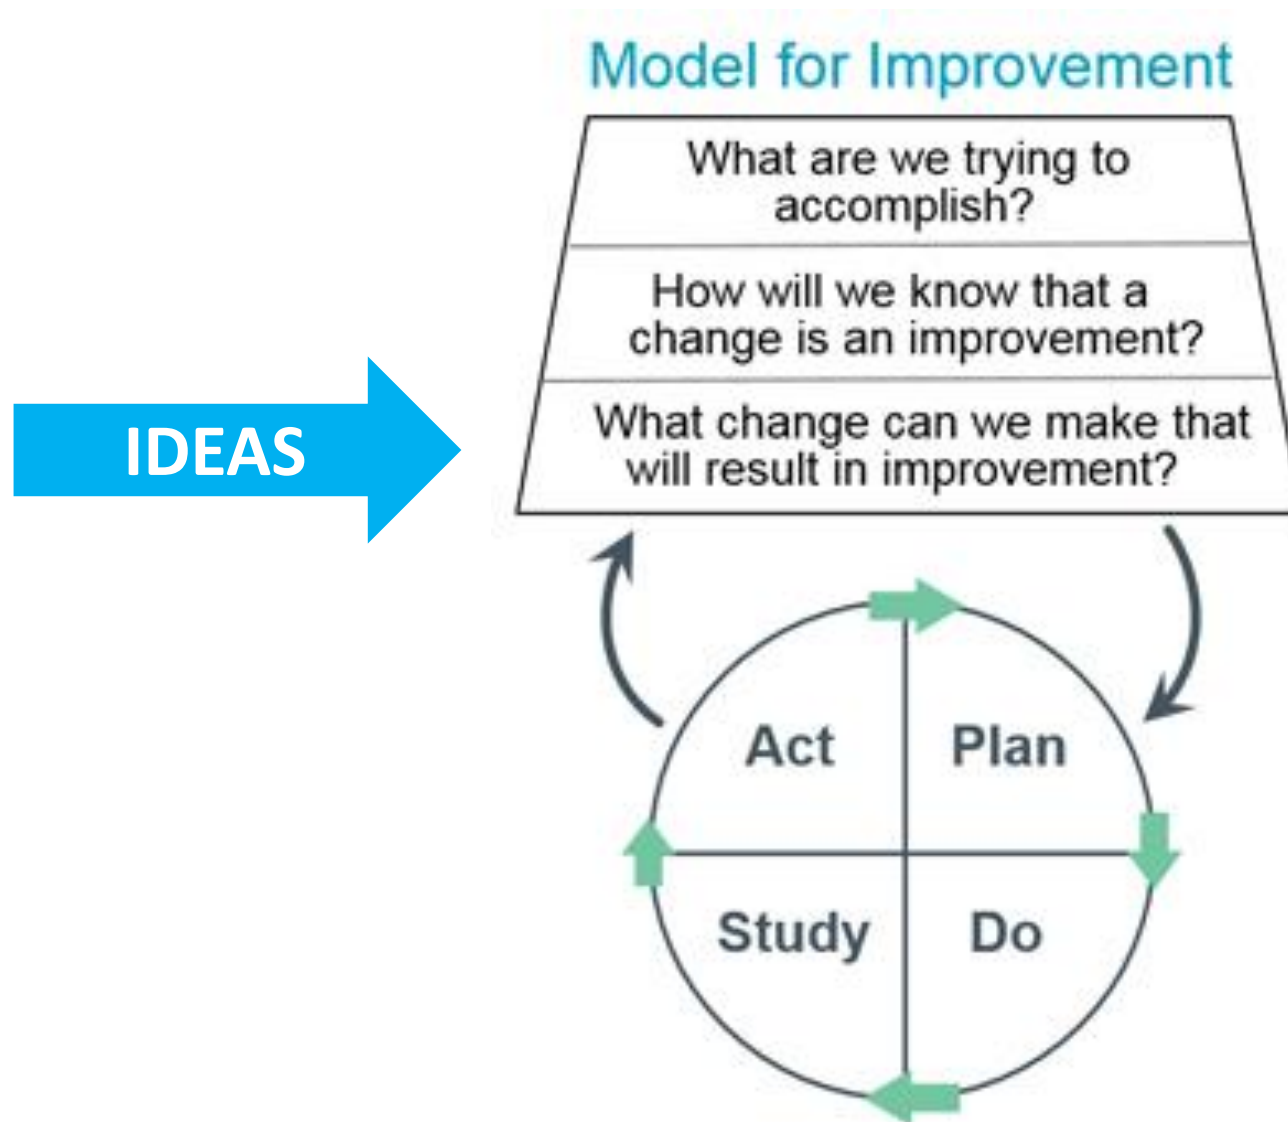 Model for Improvement
What are we trying to
accomplish?
How will we know that a
change is an improvement?
What change can we make that
will result in improvement?
IDEAS
Act
Plan
Study
Do